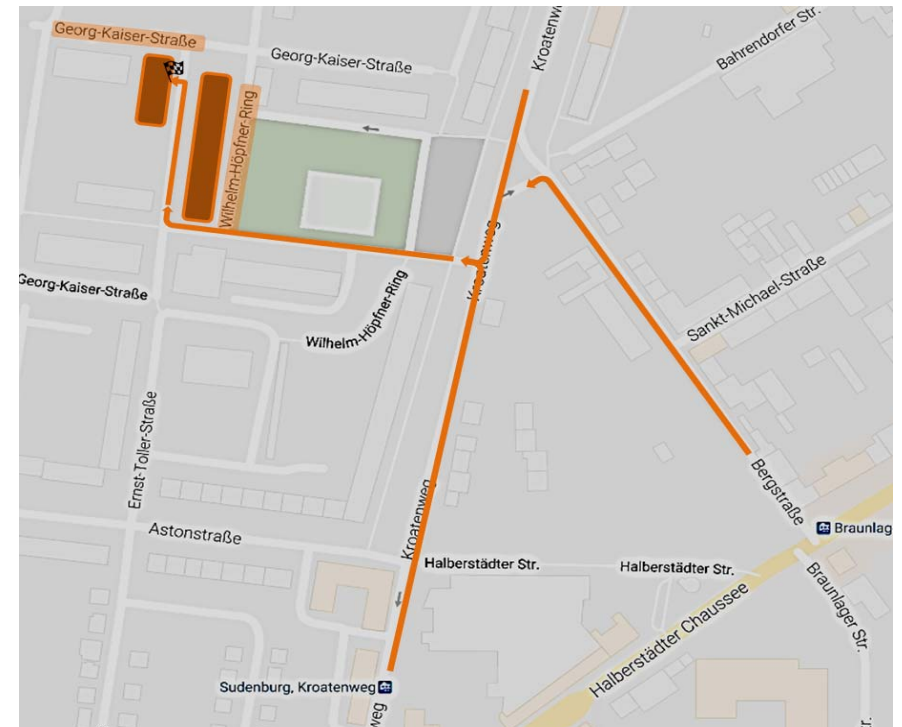 Georg-Kaiser-Straße
Georg-Kaiser-Straße
Kroatenw
Bahrendorfer Str.
Wilhelm-Höpfner-Ring
Kroatenweg
Sankt-Michael-Straße
Georg-Kaiser-Straße
Wilhelm-Höpfner-Ring
Ernst-Toller-Straße
Bergstraße
Kroatenweg
Astonstraße
Braunlag
Halberstädter Str.
Halberstädter Str.
Braunlager Str.
Halberstädter Chaussee
Sudenburg, Kroatenweg
weg